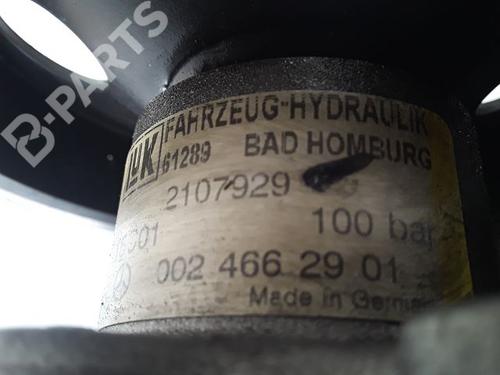 B-PARTS
LUK FAHRZEUG-HYDRAULIK
61289 BAD HOMBURG
2107929
100 bar
002 466 29 01
Made in Germany